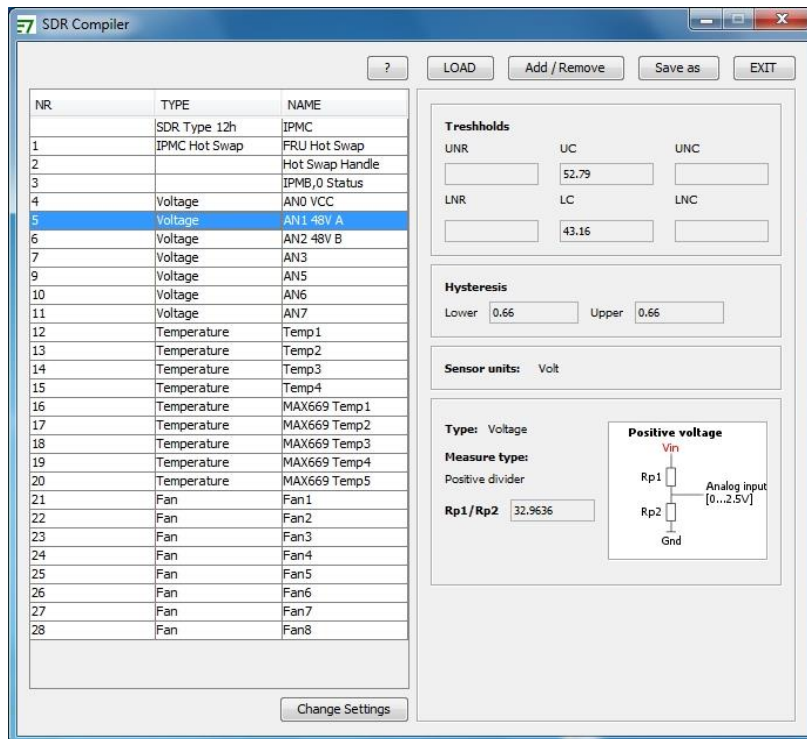 SDR Compiler
? LOAD Add / Remove Save as EXIT
NR TYPE NAME
SDR Type 12h IPMC
1 IPMC Hot Swap FRU Hot Swap
2 Hot Swap Handle
3 IPMB,0 Status
4 Voltage AN0 VCC
5 Voltage AN1 48V A
6 Voltage AN2 48V B
7 Voltage AN3
9 Voltage AN5
10 Voltage AN6
11 Voltage AN7
12 Temperature Temp1
13 Temperature Temp2
14 Temperature Temp3
15 Temperature Temp4
16 Temperature MAX669 Temp1
17 Temperature MAX669 Temp2
18 Temperature MAX669 Temp3
19 Temperature MAX669 Temp4
20 Temperature MAX669 Temp5
21 Fan Fan1
22 Fan Fan2
23 Fan Fan3
24 Fan Fan4
25 Fan Fan5
26 Fan Fan6
27 Fan Fan7
28 Fan Fan8
Change Settings
Treshholds
UNR UC UNC
52.79
LNR LC LNC
43.16
Hysteresis
Lower 0.66 Upper 0.66
Sensor units: Volt
Type: Voltage
Measure type:
Positive divider
Rp1/Rp2 32.9636
Positive voltage
Vin
Rp1
Analog input
[0...2.5V]
Rp2
Gnd